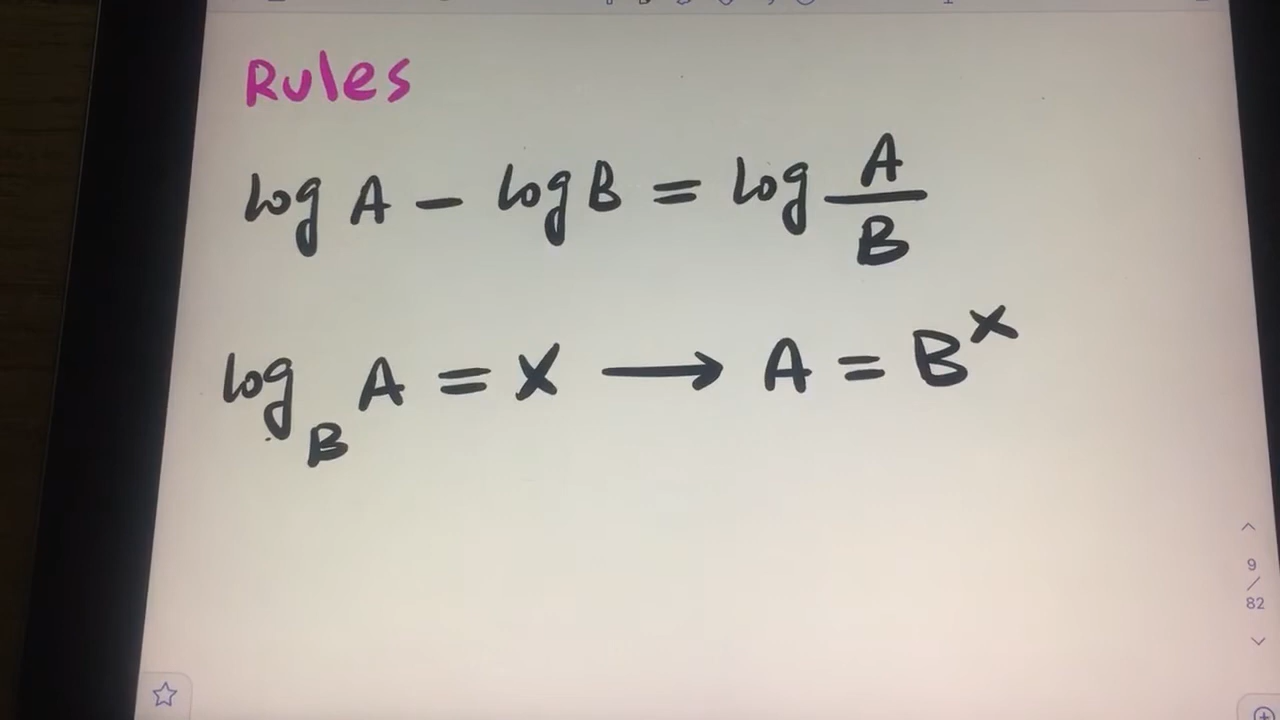 Rules
log A - log B = log A/B
log_B A = x → A = B^x
9
/
82